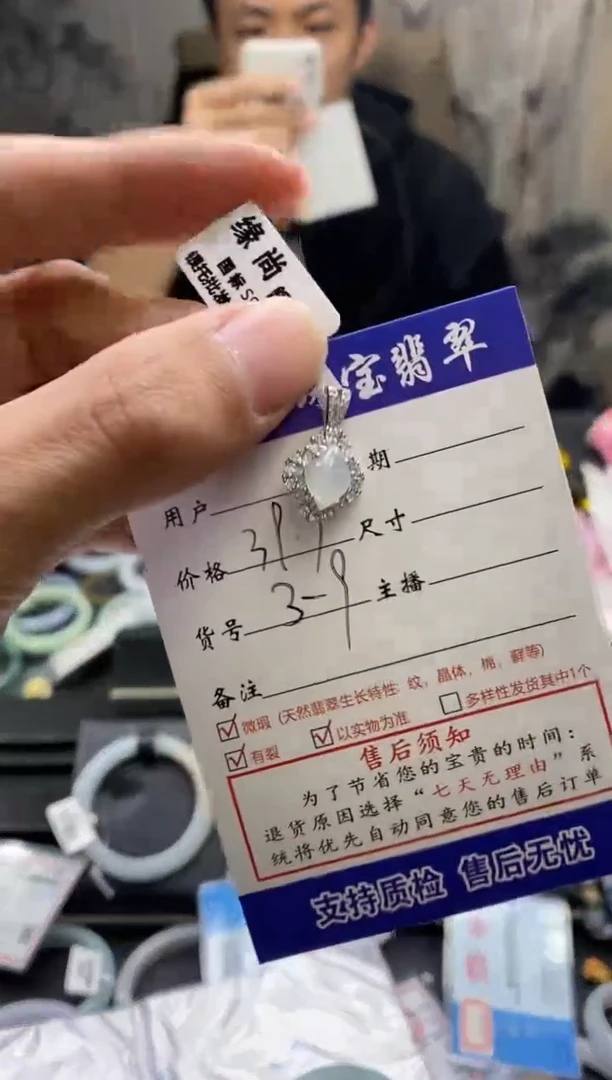 缘尚
国标S
宝翡翠
期
用户
价格 39 尺寸
货号 3-9 主播
备注
微瑕（天然翡翠生长特性：纹，晶体，棉，藓等）
有裂 以实物为准 多样性发货其中1个
售后须知
为了节省您的宝贵的时间：
退货原因选择“七天无理由”系
统将优先自动同意您的售后订单
支持质检 售后无忧